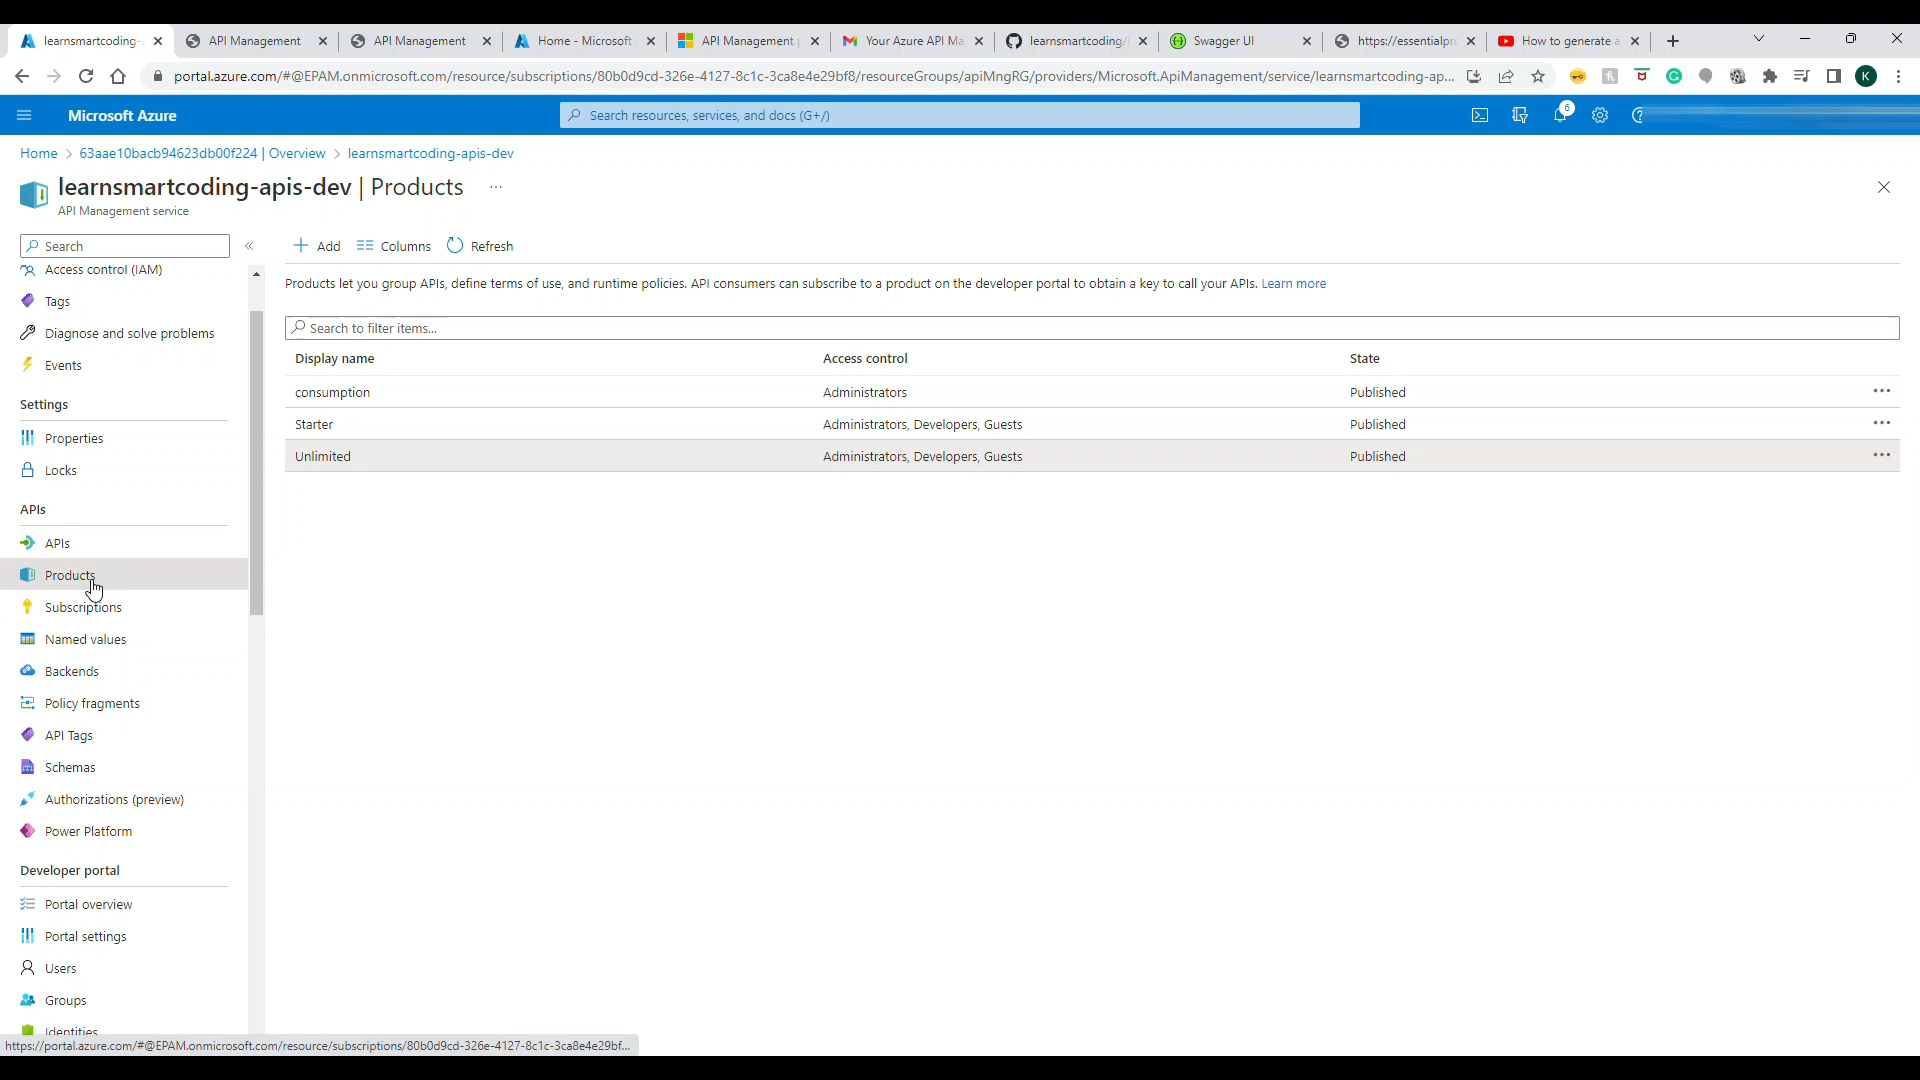 learnsmartcoding-
API Management
API Management
Home - Microsoft
API Management p
Your Azure API Ma
learnsmartcoding/
Swagger UI
https://essentialpr
How to generate a
portal.azure.com/#@EPAM.onmicrosoft.com/resource/subscriptions/80b0d9cd-326e-4127-8c1c-3ca8e4e29bf8/resourceGroups/apiMngRG/providers/Microsoft.ApiManagement/service/learnsmartcoding-ap...
K
Microsoft Azure
Search resources, services, and docs (G+/)
6
Home > 63aae10bacb94623db00f224 | Overview > learnsmartcoding-apis-dev
learnsmartcoding-apis-dev | Products ...
API Management service
Search
«
Add
Columns
Refresh
Access control (IAM)
Tags
Diagnose and solve problems
Events
Settings
Properties
Locks
APIs
APIs
Products
Subscriptions
Named values
Backends
Policy fragments
API Tags
Schemas
Authorizations (preview)
Power Platform
Developer portal
Portal overview
Portal settings
Users
Groups
Identities
Products let you group APIs, define terms of use, and runtime policies. API consumers can subscribe to a product on the developer portal to obtain a key to call your APIs. Learn more
Search to filter items...
Display name Access control State
consumption Administrators Published ...
Starter Administrators, Developers, Guests Published ...
Unlimited Administrators, Developers, Guests Published ...
https://portal.azure.com/#@EPAM.onmicrosoft.com/resource/subscriptions/80b0d9cd-326e-4127-8c1c-3ca8e4e29bf...